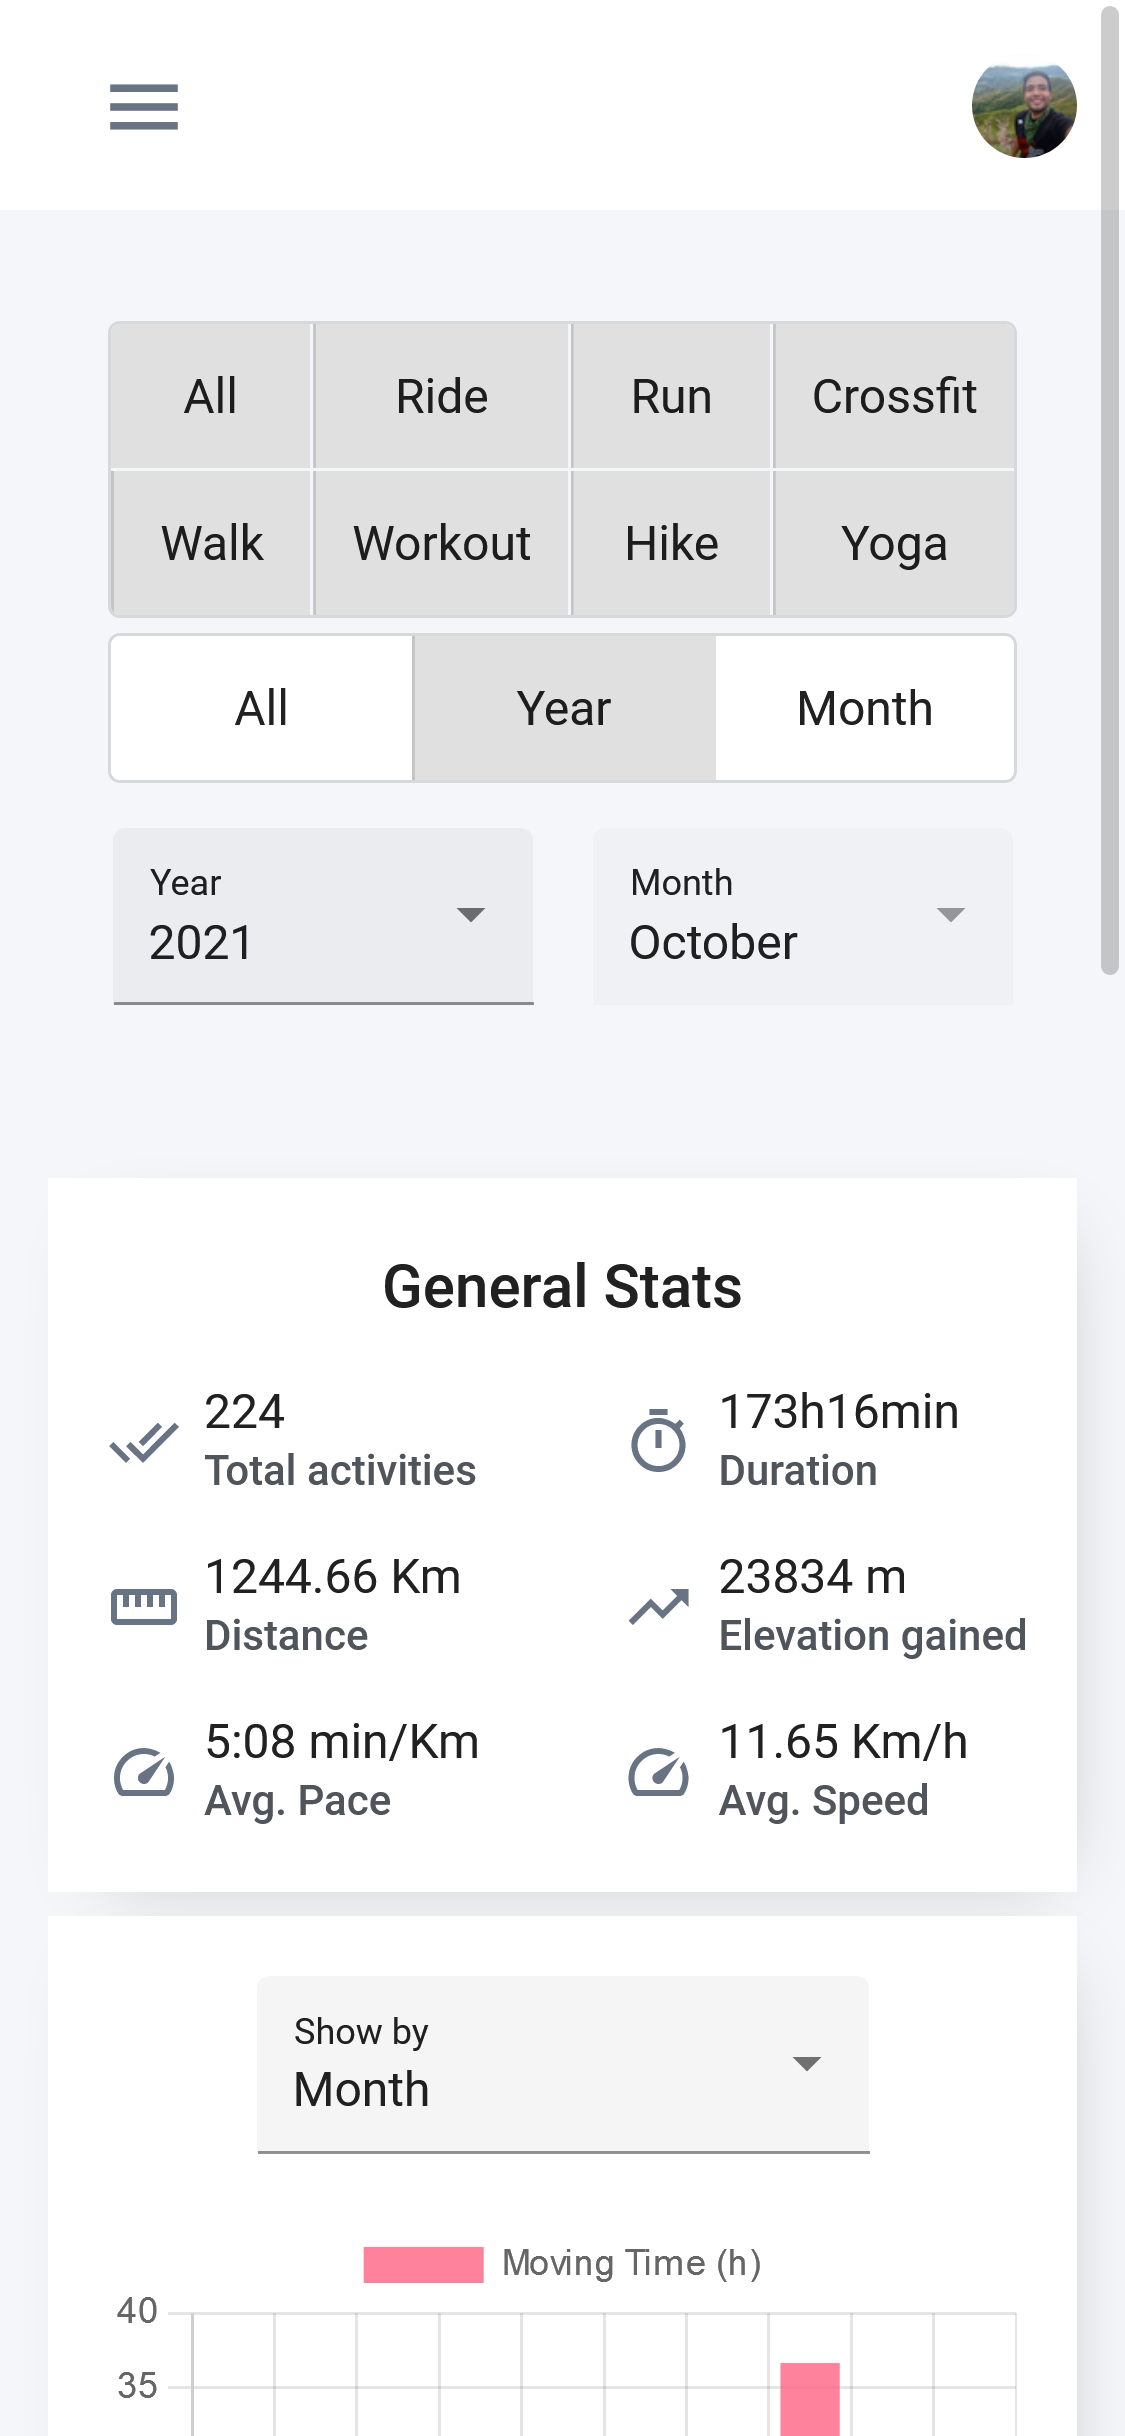 All Ride Run Crossfit
Walk Workout Hike Yoga
All Year Month
Year
2021
Month
October
General Stats
224
Total activities
173h16min
Duration
1244.66 Km
Distance
23834 m
Elevation gained
5:08 min/Km
Avg. Pace
11.65 Km/h
Avg. Speed
Show by
Month
Moving Time (h)
40
35